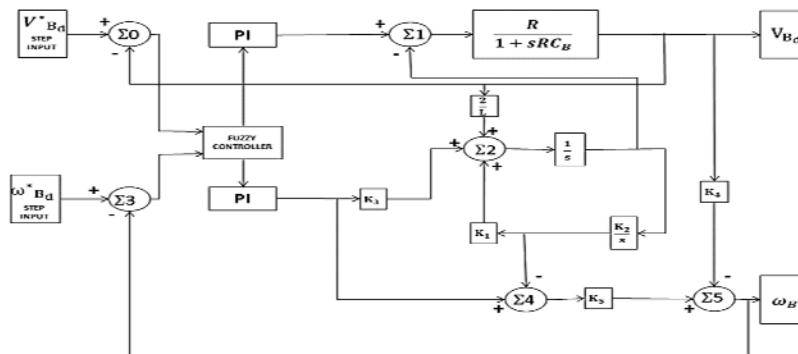 V*Bd
STEP
INPUT
+
Σ0
-
PI
+
Σ1
-
R
1 + sRCB
VBd
FUZZY
CONTROLLER
2
L
+
+
Σ2
+
1
s
ω*Bd
STEP
INPUT
+
Σ3
-
PI
K3
K1
K2
s
K4
-
+
Σ4
K5
-
+
Σ5
ωB